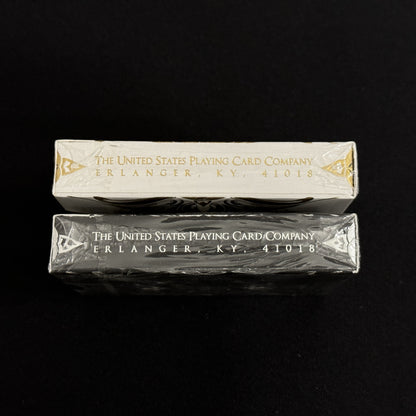 The United States Playing Card Company
Erlanger, KY, 41018
The United States Playing Card Company
Erlanger, KY, 41018